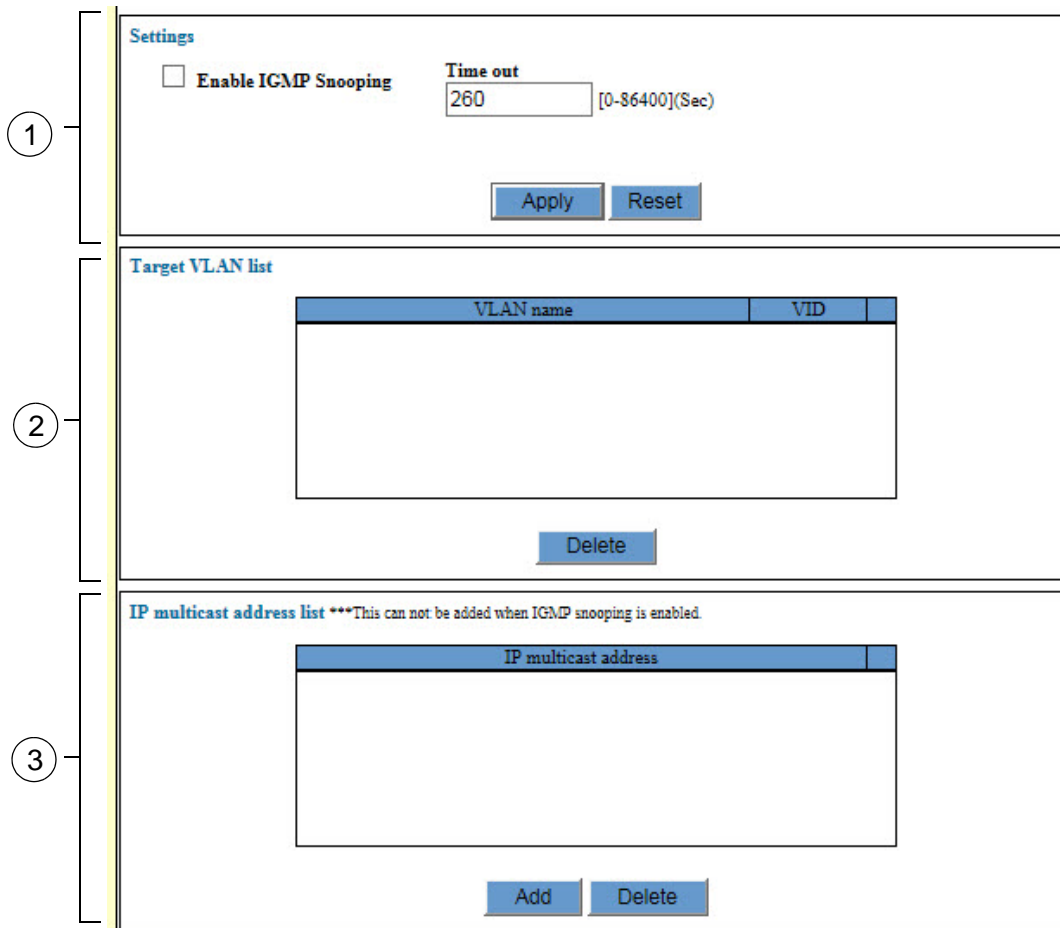 1
Settings
Enable IGMP Snooping
Time out
260 [0-86400](Sec)
Apply Reset
2
Target VLAN list
VLAN name VID
Delete
3
IP multicast address list ***This can not be added when IGMP snooping is enabled.
IP multicast address
Add Delete